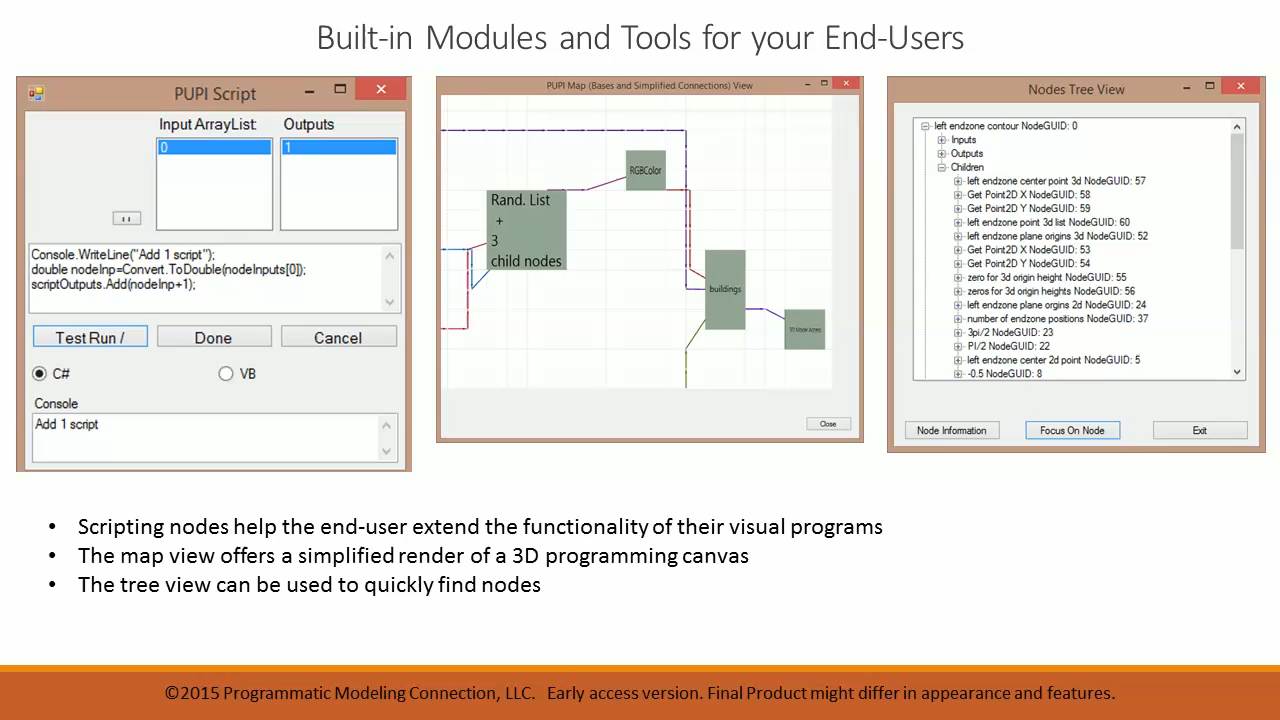 Built-in Modules and Tools for your End-Users
PUPI Script
Input ArrayList:
Outputs
0
1
Console.WriteLine("Add 1 script");
double nodeInp=Convert.ToDouble(nodeInputs[0]);
scriptOutputs.Add(nodeInp+1);
Test Run /
Done
Cancel
C#
VB
Console
Add 1 script
PUPI Map (Bases and Simplified Connections) View
RGBColor
Rand. List
+
3
child nodes
buildings
Close
Nodes Tree View
left endzone contour NodeGUID: 0
Inputs
Outputs
Children
left endzone center point 3d NodeGUID: 57
Get Point2D X NodeGUID: 58
Get Point2D Y NodeGUID: 59
left endzone point 3d list NodeGUID: 60
left endzone plane origins 3d NodeGUID: 52
Get Point2D X NodeGUID: 53
Get Point2D Y NodeGUID: 54
zero for 3d origin height NodeGUID: 55
zeros for 3d origin heights NodeGUID: 56
left endzone plane orgins 2d NodeGUID: 24
number of endzone positions NodeGUID: 37
3pi/2 NodeGUID: 23
PI/2 NodeGUID: 22
left endzone center 2d point NodeGUID: 5
-0.5 NodeGUID: 8
Node Information
Focus On Node
Exit
• Scripting nodes help the end-user extend the functionality of their visual programs
• The map view offers a simplified render of a 3D programming canvas
• The tree view can be used to quickly find nodes
©2015 Programmatic Modeling Connection, LLC. Early access version. Final Product might differ in appearance and features.